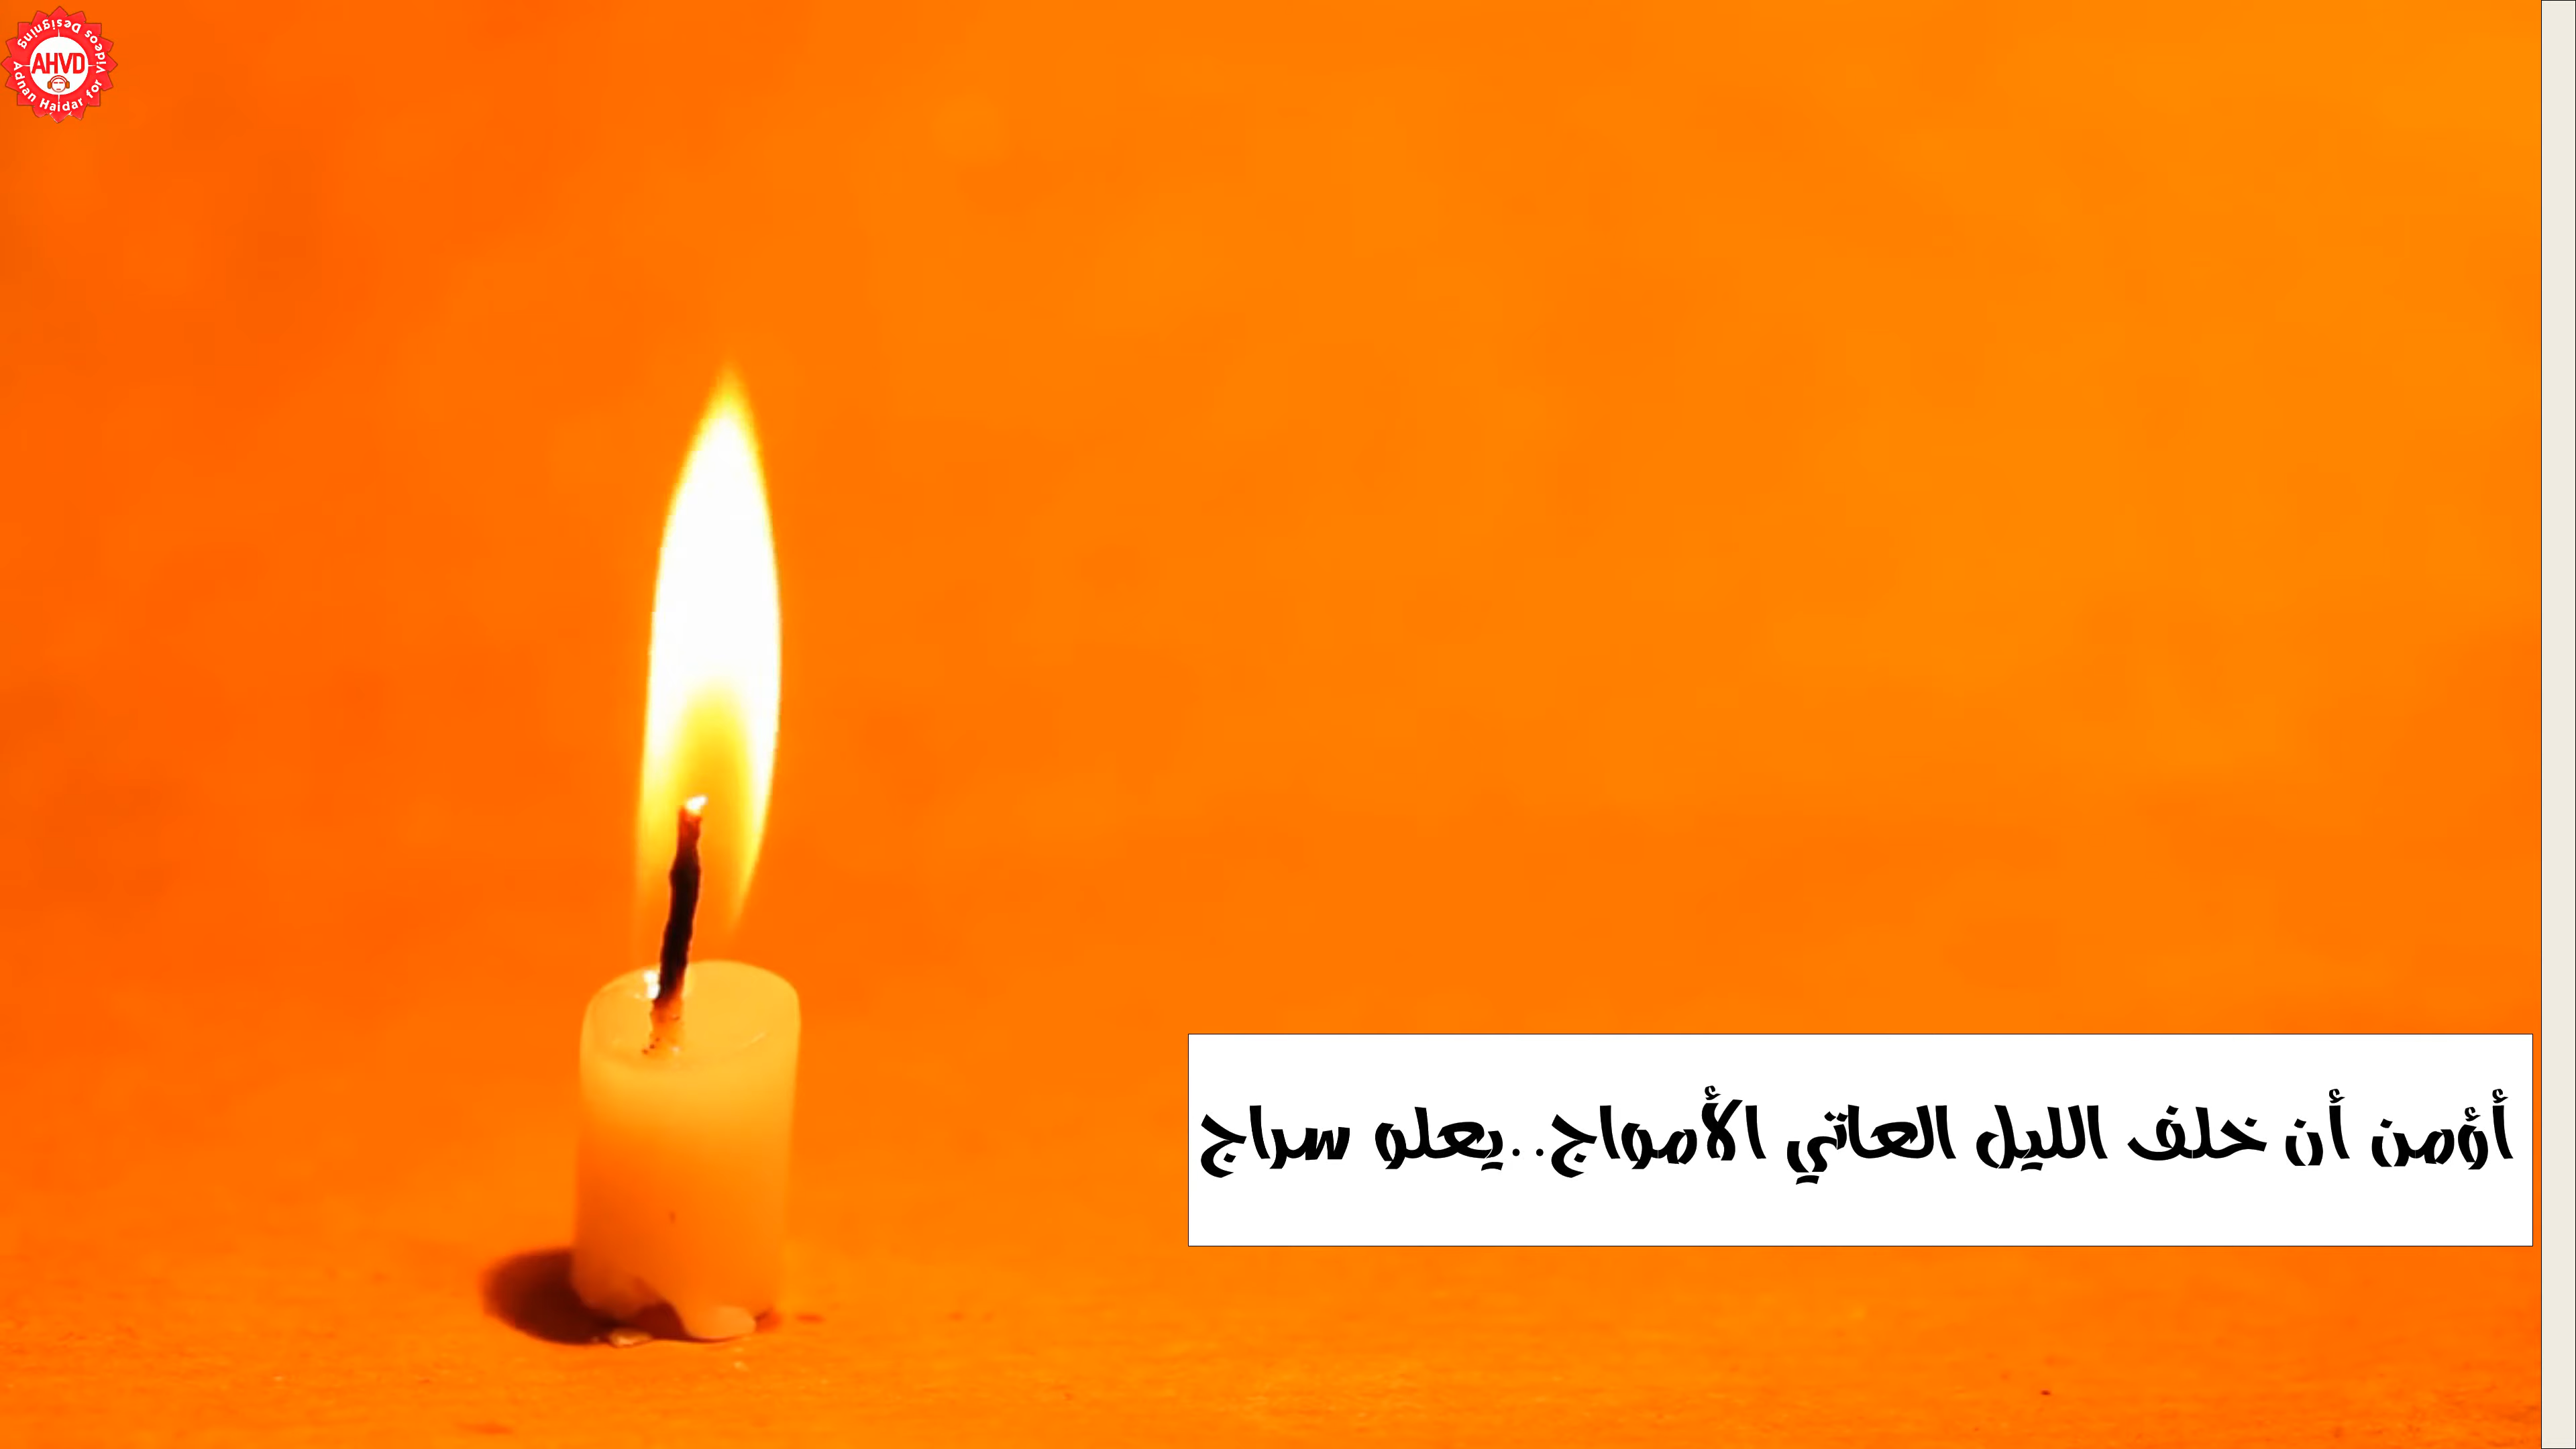 Adnan Haidar for Videos Designing
AHVD
أؤمن أن خلف الليل العاتي الأمواج..يعلو سراج